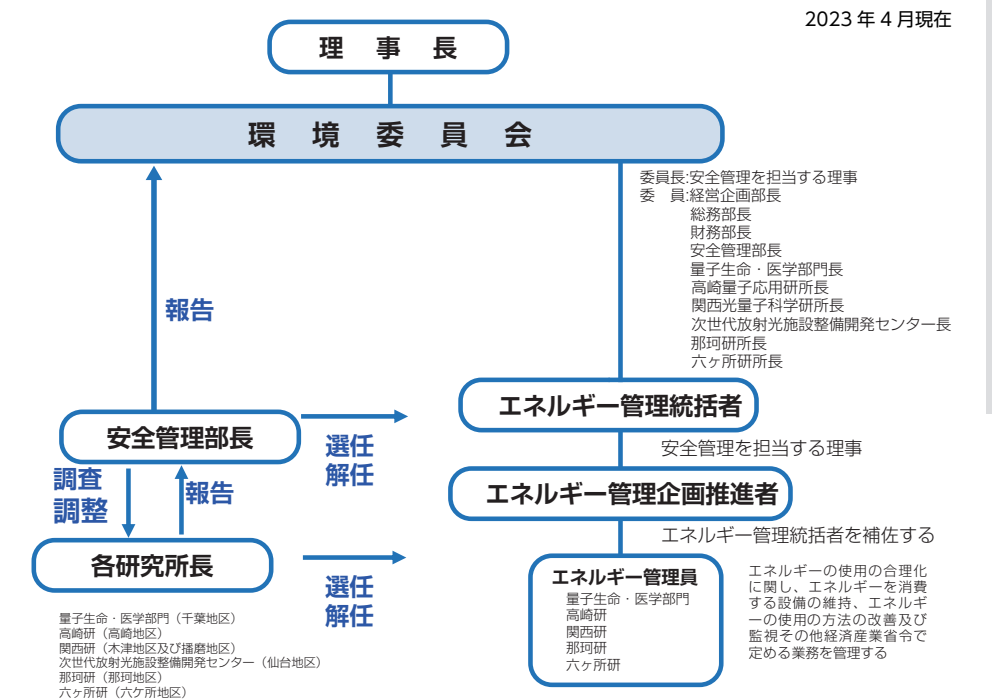 2023 年 4 月現在
理 事 長
環 境 委 員 会
委員長:安全管理を担当する理事
委 員:経営企画部長
総務部長
財務部長
安全管理部長
量子生命・医学部門長
高崎量子応用研所長
関西光量子科学研所長
次世代放射光施設整備開発センター長
那珂研所長
六ヶ所研所長
報告
エネルギー管理統括者
安全管理を担当する理事
安全管理部長
選任
解任
調査
調整
報告
エネルギー管理企画推進者
エネルギー管理統括者を補佐する
各研究所長
選任
解任
量子生命・医学部門（千葉地区）
高崎研（高崎地区）
関西研（木津地区及び播磨地区）
次世代放射光施設整備開発センター（仙台地区）
那珂研（那珂地区）
六ヶ所研（六ケ所地区）
エネルギー管理員
量子生命・医学部門
高崎研
関西研
那珂研
六ヶ所研
エネルギーの使用の合理化
に関し、エネルギーを消費
する設備の維持、エネルギ
ーの使用の方法の改善及び
監視その他経済産業省令で
定める業務を管理する